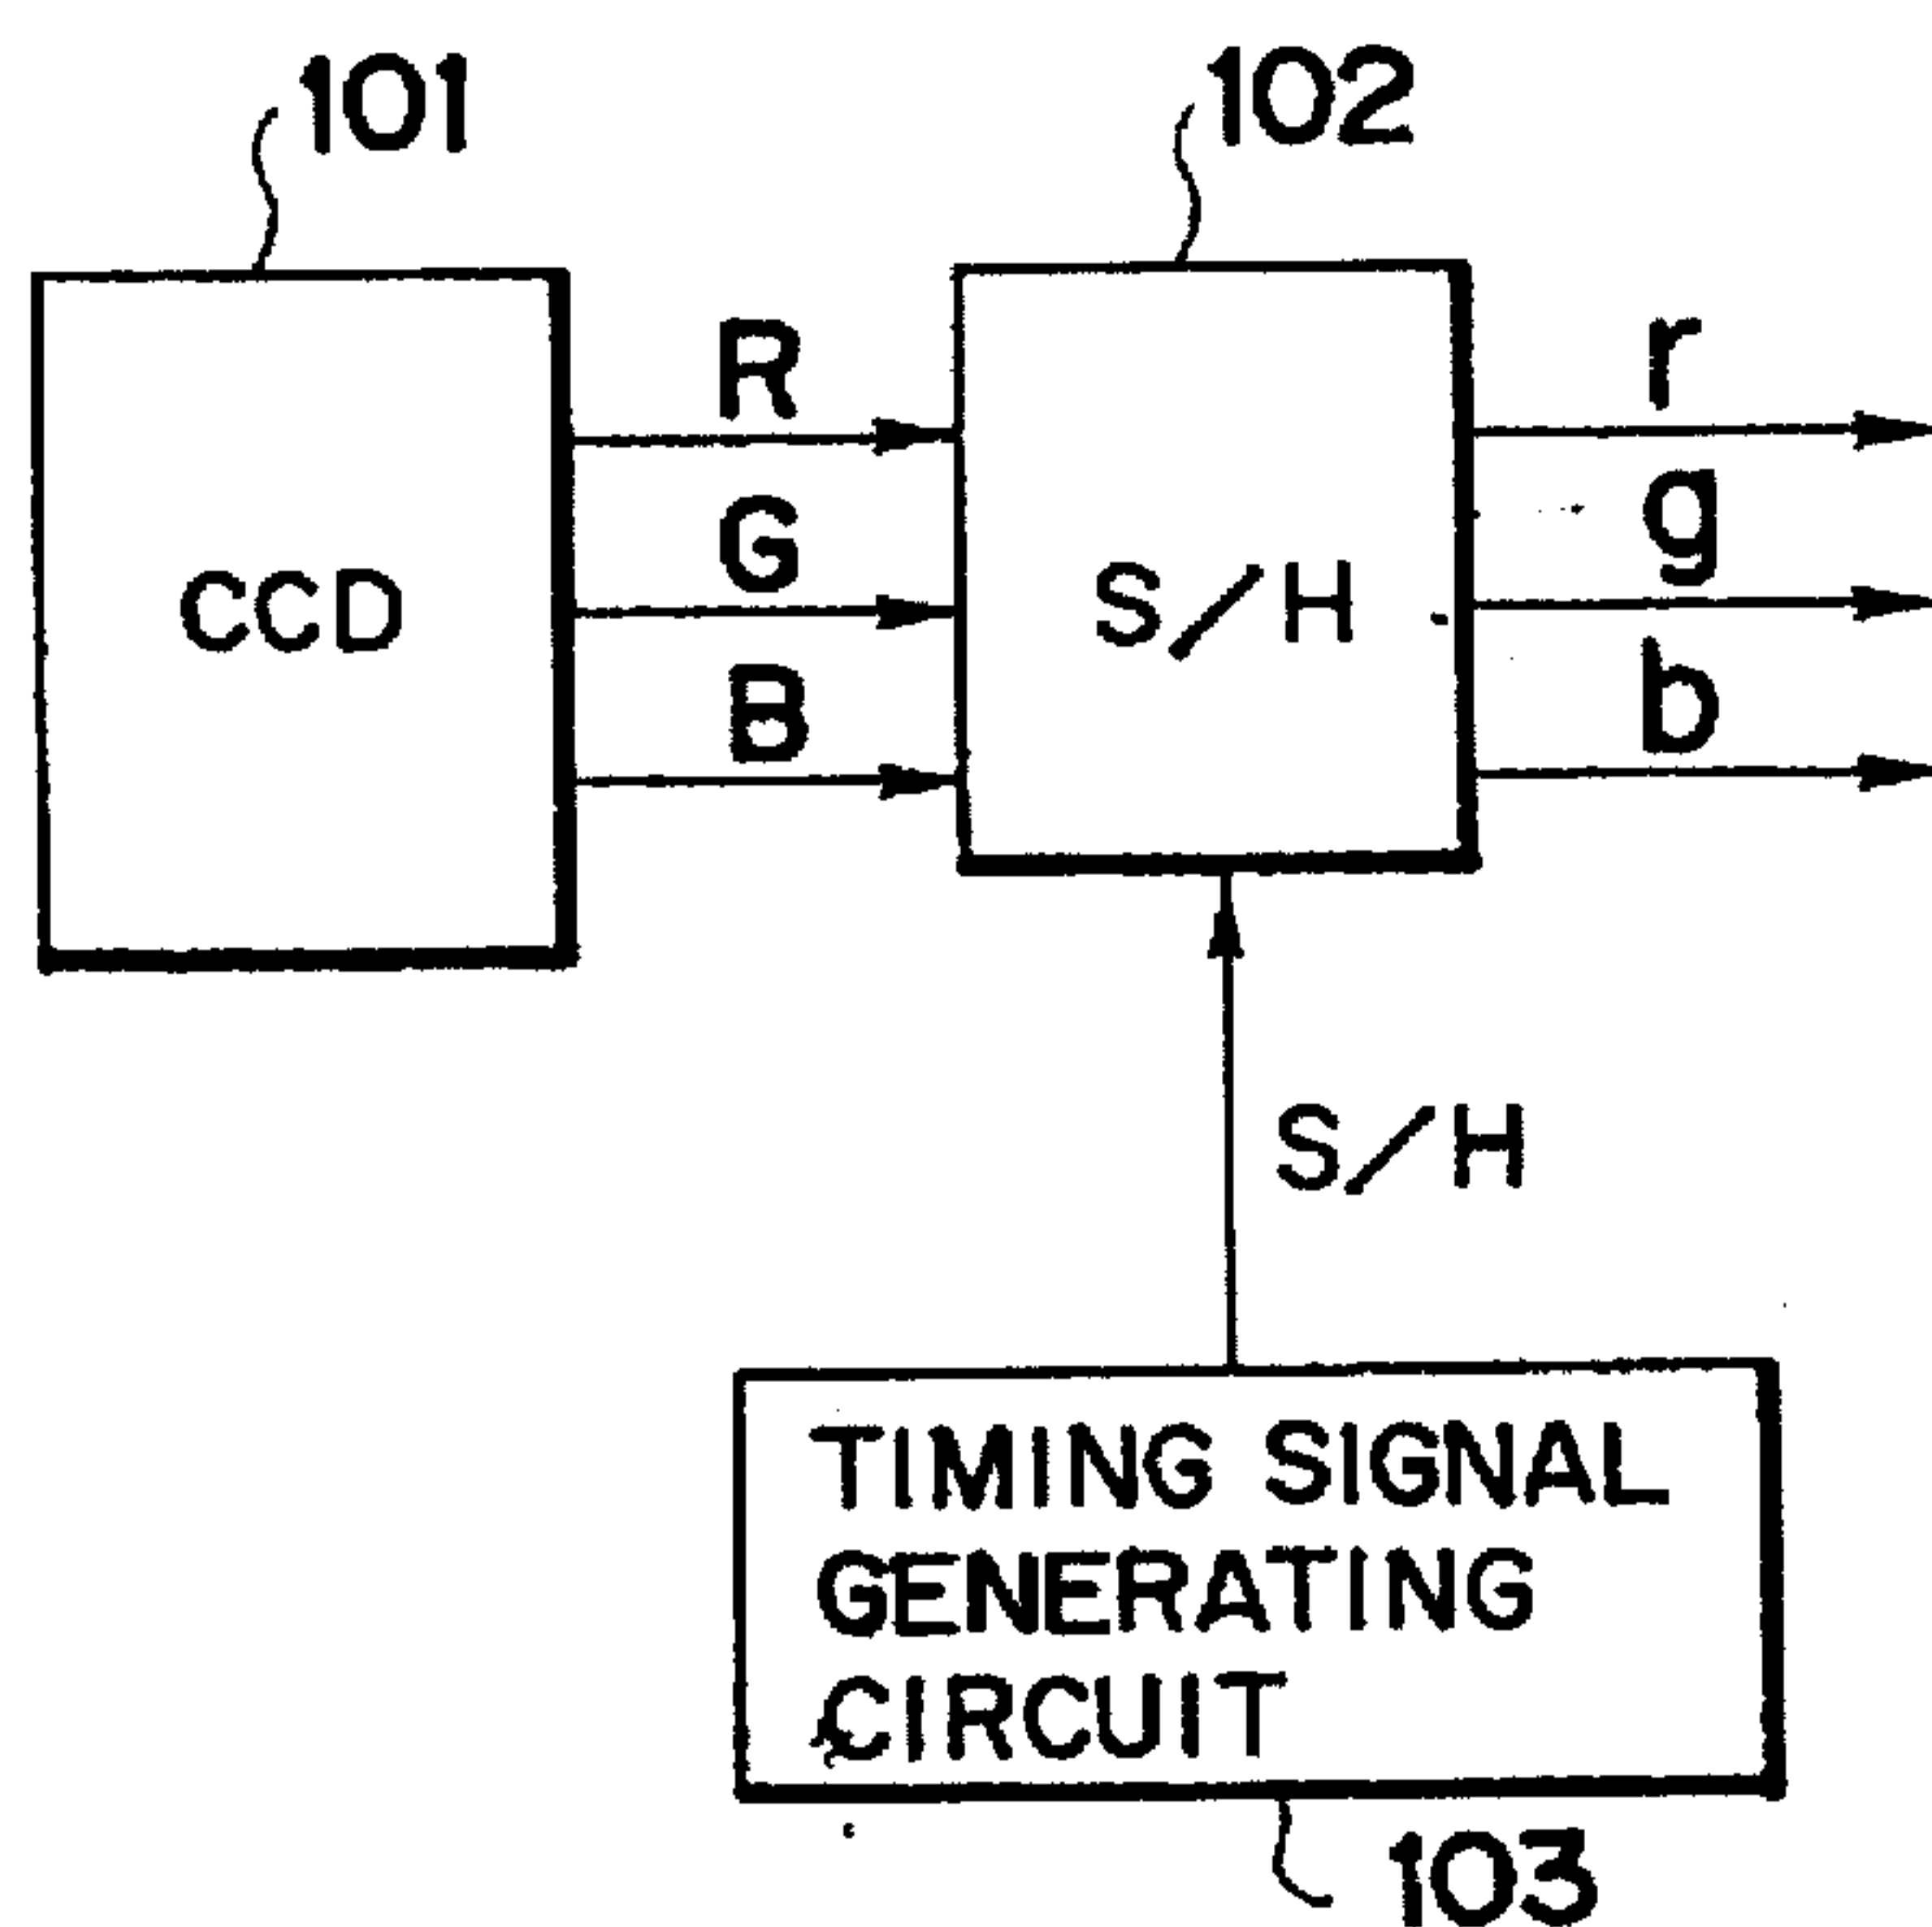 101
102
CCD
R
G
B
S/H
r
g
b
S/H
TIMING SIGNAL
GENERATING
CIRCUIT
103